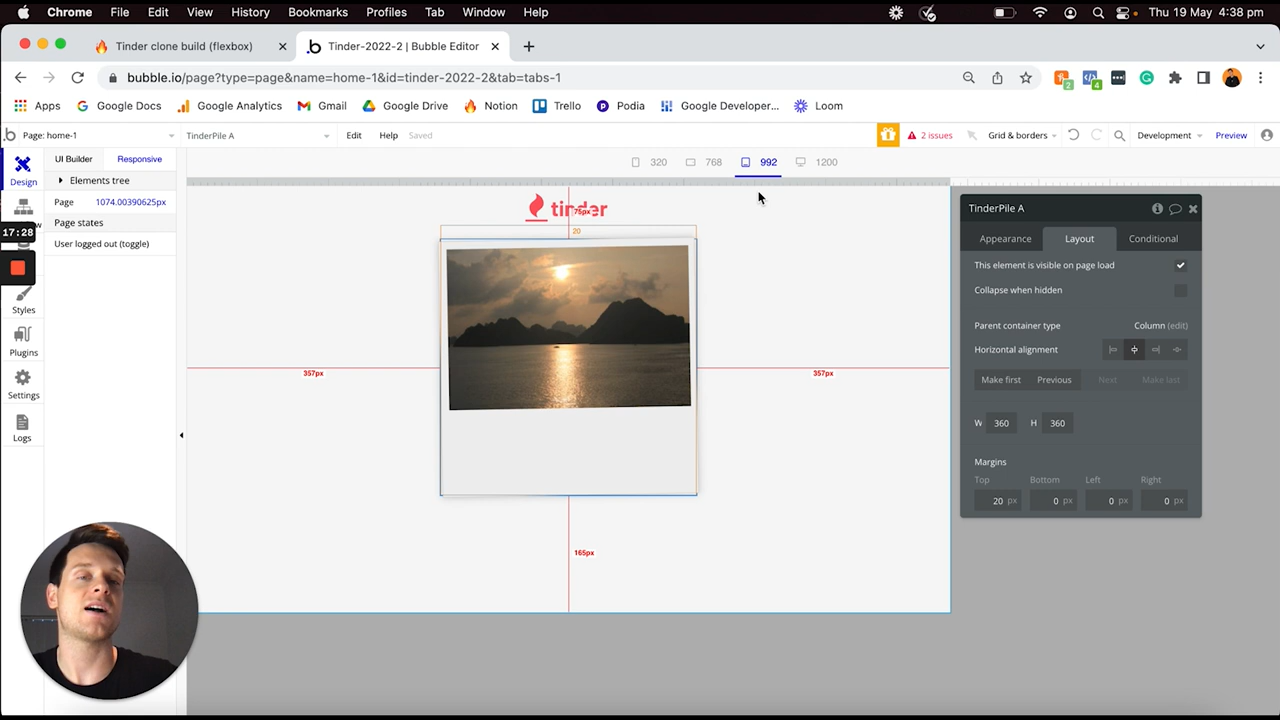 Chrome File Edit View History Bookmarks Profiles Tab Window Help Thu 19 May 4:38 pm
Tinder clone build (flexbox) Tinder-2022-2 | Bubble Editor
bubble.io/page?type=page&name=home-1&id=tinder-2022-2&tab=tabs-1 2 4
Apps Google Docs Google Analytics Gmail Google Drive Notion Trello Podia Google Developer... Loom
Page: home-1 TinderPile A Edit Help Saved 2 issues Grid & borders Development Preview
UI Builder Responsive 320 768 992 1200
Design
Elements tree
Page 1074.00390625px
Page states
User logged out (toggle)
17:28
Styles
Plugins
Settings
Logs
tinder
75px
20
357px 357px
165px
TinderPile A
Appearance Layout Conditional
This element is visible on page load
Collapse when hidden
Parent container type Column (edit)
Horizontal alignment
Make first Previous Next Make last
W 360 H 360
Margins
Top Bottom Left Right
20 px 0 px 0 px 0 px